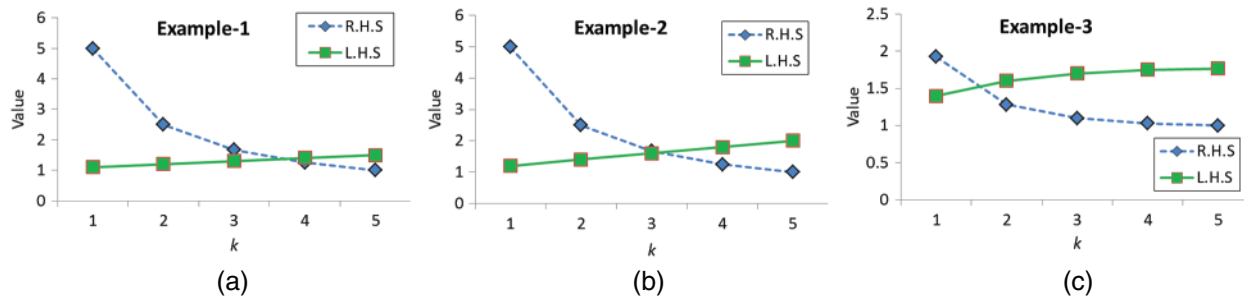 Example-1
R.H.S
L.H.S
Value
6
5
4
3
2
1
0
1 2 3 4 5
k
(a)
Example-2
R.H.S
L.H.S
Value
6
5
4
3
2
1
0
1 2 3 4 5
k
(b)
Example-3
R.H.S
L.H.S
Value
2.5
2
1.5
1
0.5
0
1 2 3 4 5
k
(c)